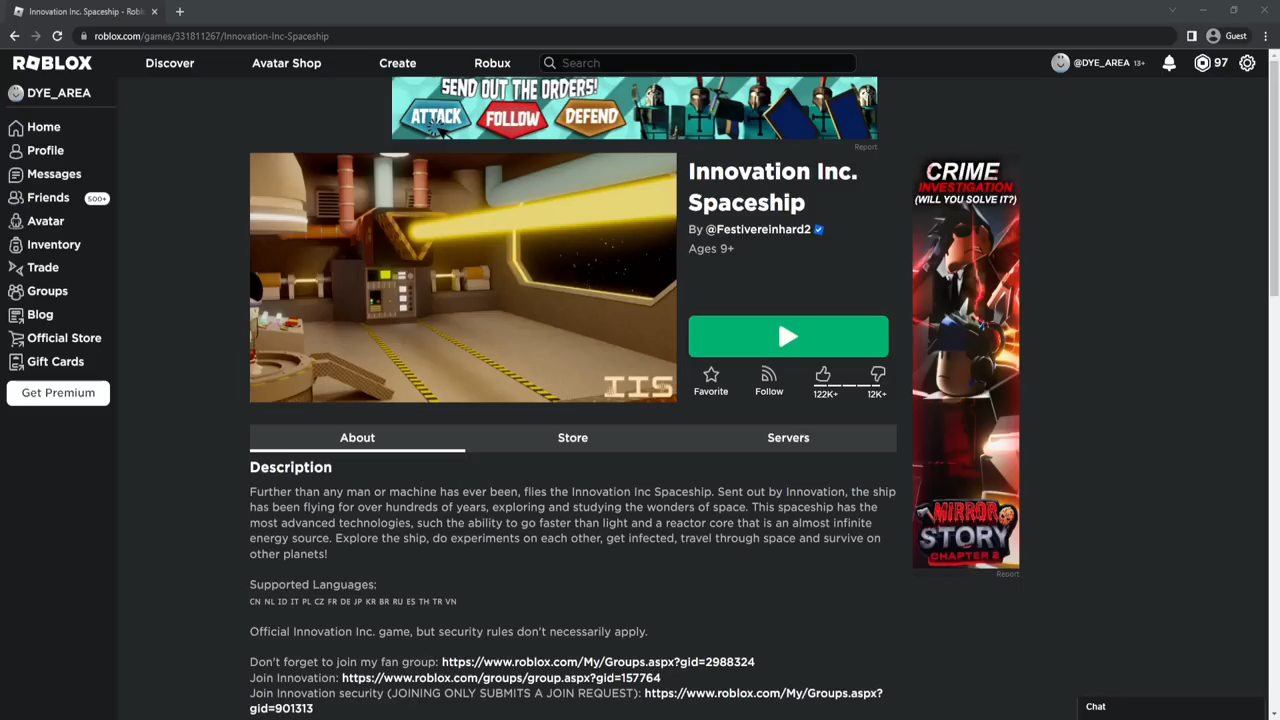 Innovation Inc. Spaceship - Rob
roblox.com/games/331811267/Innovation-Inc-Spaceship
Guest
ROBLOX
Discover
Avatar Shop
Create
Robux
Search
@DYE_AREA 13+
97
DYE_AREA
Home
Profile
Messages
Friends 500+
Avatar
Inventory
Trade
Groups
Blog
Official Store
Gift Cards
Get Premium
SEND OUT THE ORDERS!
ATTACK
FOLLOW
DEFEND
Report
IIS
Innovation Inc.
Spaceship
By @Festivereinhard2
Ages 9+
Favorite
Follow
122K+
12K+
CRIME
INVESTIGATION
(WILL YOU SOLVE IT?)
MIRROR
STORY
CHAPTER 2
Report
About
Store
Servers
Description
Further than any man or machine has ever been, flies the Innovation Inc Spaceship. Sent out by Innovation, the ship
has been flying for over hundreds of years, exploring and studying the wonders of space. This spaceship has the
most advanced technologies, such the ability to go faster than light and a reactor core that is an almost infinite
energy source. Explore the ship, do experiments on each other, get infected, travel through space and survive on
other planets!
Supported Languages:
CN NL ID IT PL CZ FR DE JP KR BR RU ES TH TR VN
Official Innovation Inc. game, but security rules don't necessarily apply.
Don't forget to join my fan group: https://www.roblox.com/My/Groups.aspx?gid=2988324
Join Innovation: https://www.roblox.com/groups/group.aspx?gid=157764
Join Innovation security (JOINING ONLY SUBMITS A JOIN REQUEST): https://www.roblox.com/My/Groups.aspx?
gid=901313
Chat